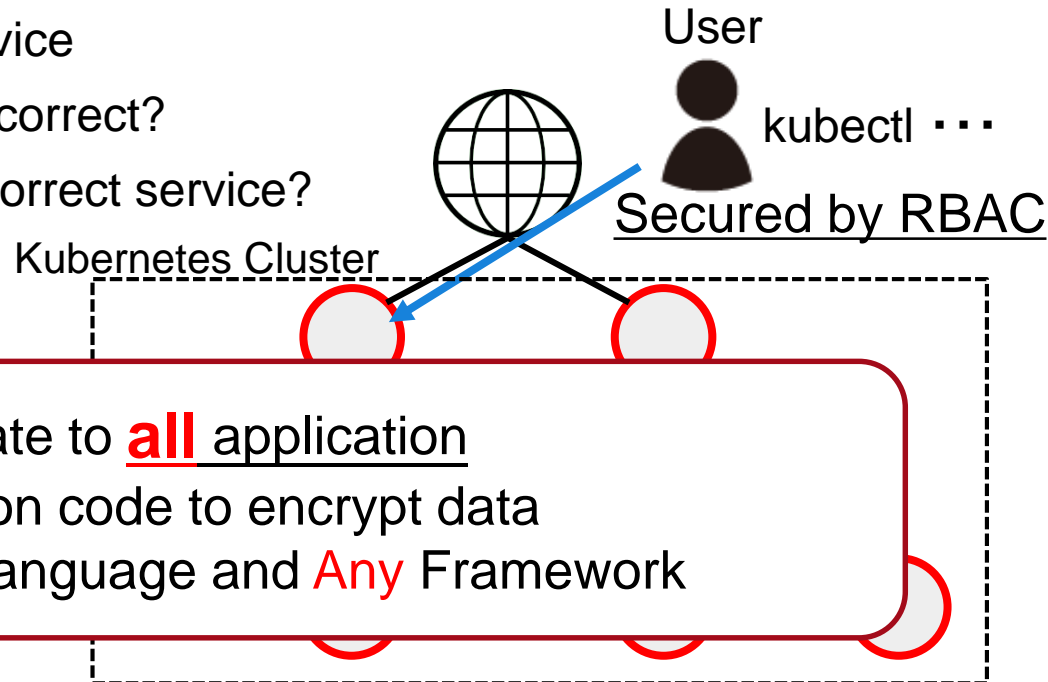 vice
correct?
orrect service?
User
kubectl ･･･
Secured by RBAC
Kubernetes Cluster
ate to all application
on code to encrypt data
anguage and Any Framework